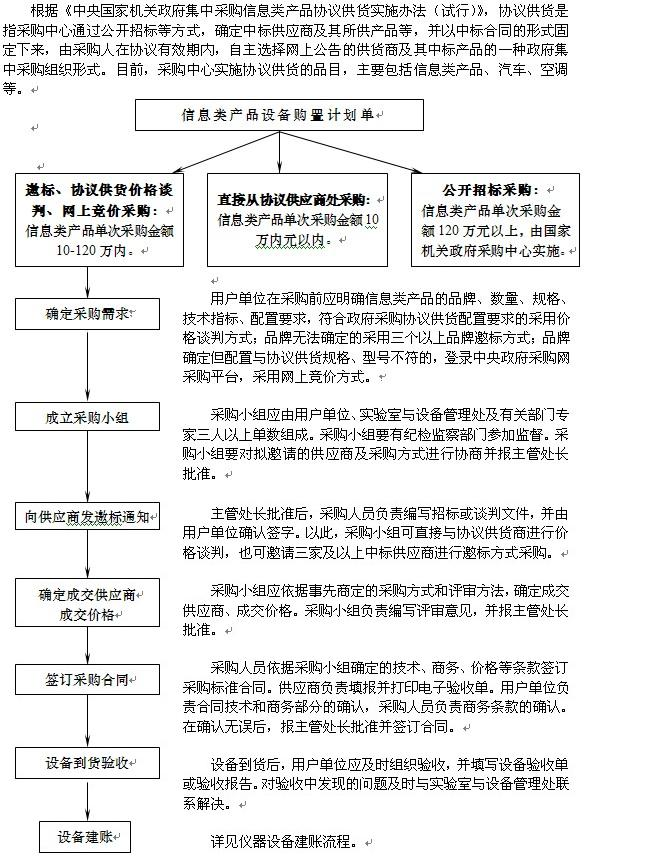 根据《中央国家机关政府集中采购信息类产品协议供货实施办法（试行）》，协议供货是
指采购中心通过公开招标等方式，确定中标供应商及其所供产品等，并以中标合同的形式固
定下来，由采购人在协议有效期内，自主选择网上公告的供货商及其中标产品的一种政府集
中采购组织形式。目前，采购中心实施协议供货的品目，主要包括信息类产品、汽车、空调
等。
信息类产品设备购置计划单
邀标、协议供货价格谈
判、网上竞价采购：
信息类产品单次采购金额
10-120 万内。
直接从协议供应商处采购：
信息类产品单次采购金额 10
万内元以内。
公开招标采购：
信息类产品单次采购金
额 120 万元以上，由国家
机关政府采购中心实施。
确定采购需求
用户单位在采购前应明确信息类产品的品牌、数量、规格、
技术指标、配置要求，符合政府采购协议供货配置要求的采用价
格谈判方式；品牌无法确定的采用三个以上品牌邀标方式；品牌
确定但配置与协议供货规格、型号不符的，登录中央政府采购网
采购平台，采用网上竞价方式。
成立采购小组
采购小组应由用户单位、实验室与设备管理处及有关部门专
家三人以上单数组成。采购小组要有纪检监察部门参加监督。采
购小组要对拟邀请的供应商及采购方式进行协商并报主管处长
批准。
向供应商发邀标通知
主管处长批准后，采购人员负责编写招标或谈判文件，并由
用户单位确认签字。以此，采购小组可直接与协议供货商进行价
格谈判，也可邀请三家及以上中标供应商进行邀标方式采购。
确定成交供应商
成交价格
采购小组应依据事先商定的采购方式和评审方法，确定成交
供应商、成交价格。采购小组负责编写评审意见，并报主管处长
批准。
签订采购合同
采购人员依据采购小组确定的技术、商务、价格等条款签订
采购标准合同。供应商负责填报并打印电子验收单。用户单位负
责合同技术和商务部分的确认，采购人员负责商务条款的确认。
在确认无误后，报主管处长批准并签订合同。
设备到货验收
设备到货后，用户单位应及时组织验收，并填写设备验收单
或验收报告。对验收中发现的问题及时与实验室与设备管理处联
系解决。
设备建账
详见仪器设备建账流程。